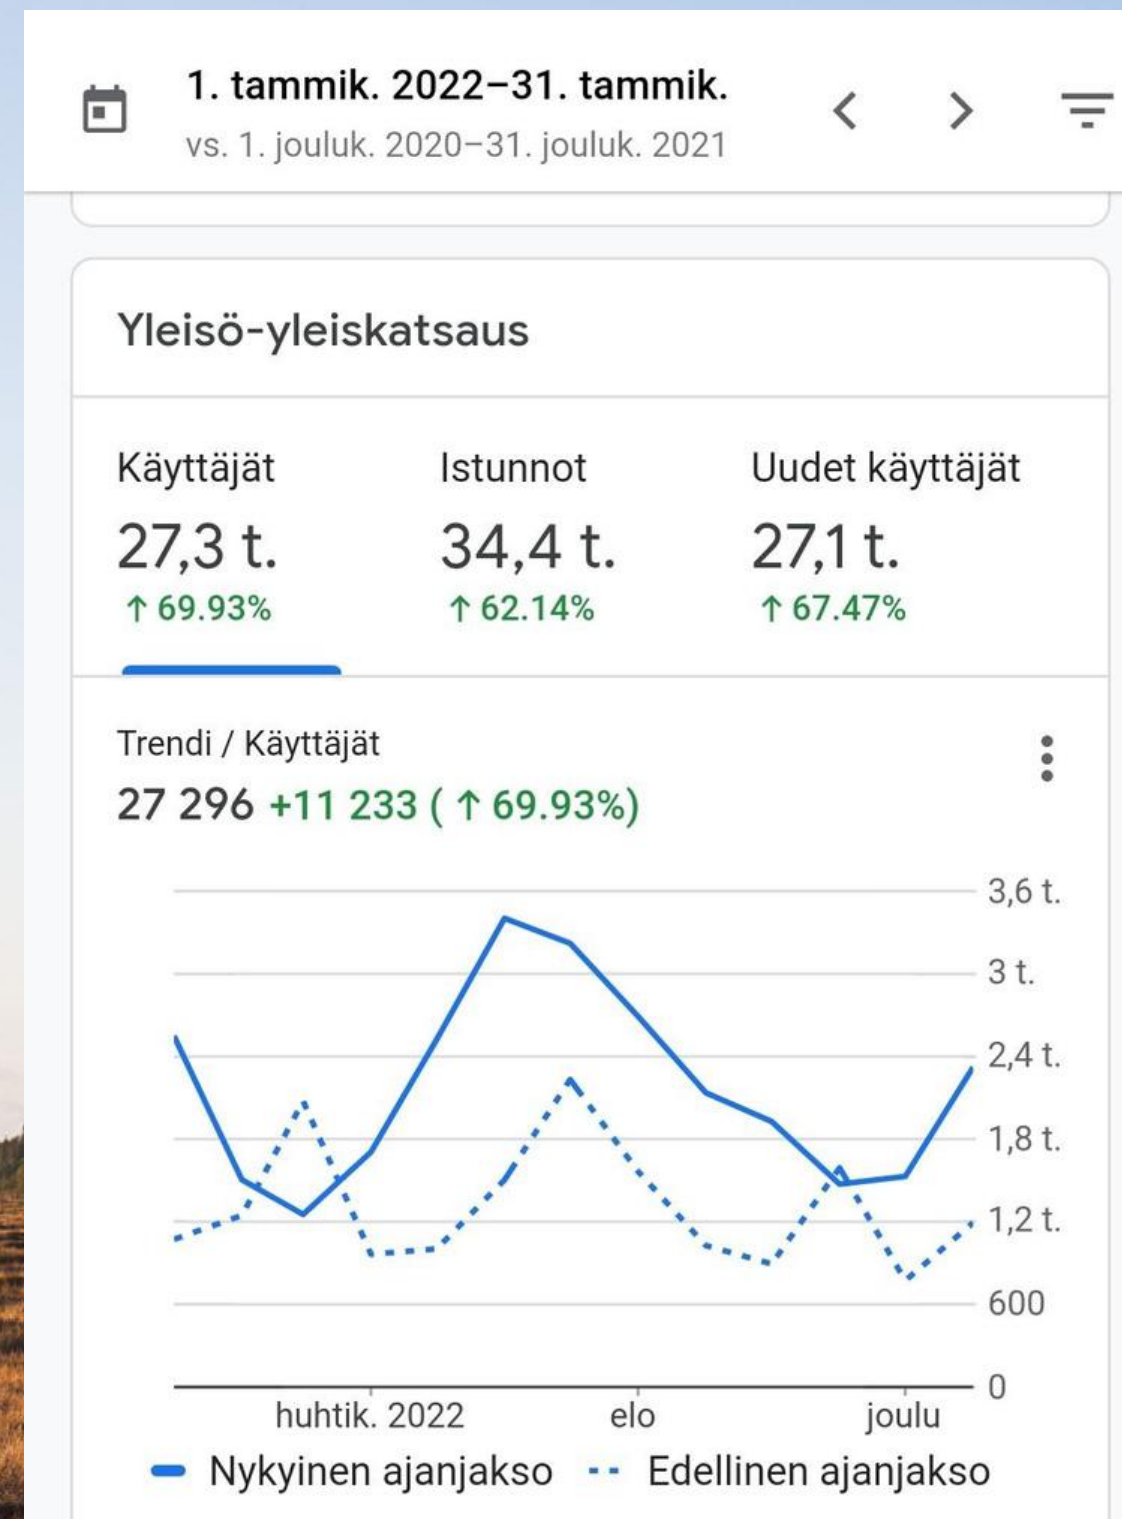 1. tammik. 2022–31. tammik.
vs. 1. jouluk. 2020–31. jouluk. 2021
Yleisö-yleiskatsaus
Käyttäjät Istunnot Uudet käyttäjät
27,3 t. 34,4 t. 27,1 t.
↑ 69.93% ↑ 62.14% ↑ 67.47%
Trendi / Käyttäjät
27 296 +11 233 ( ↑ 69.93%)
3,6 t.
3 t.
2,4 t.
1,8 t.
1,2 t.
600
0
huhtik. 2022 elo joulu
Nykyinen ajanjakso Edellinen ajanjakso